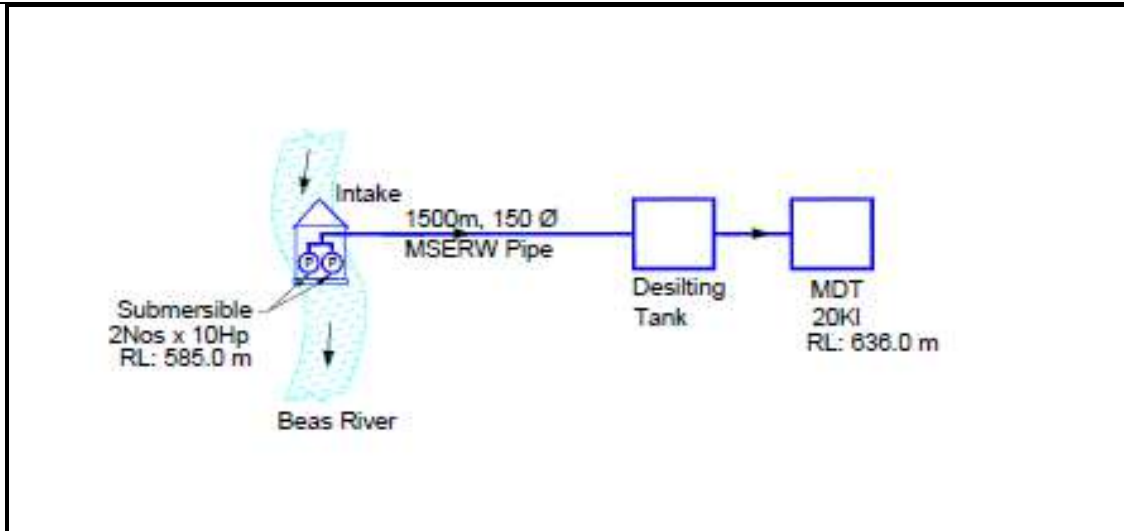 Intake
1500m, 150 Ø
MSERW Pipe
P P
Submersible
2Nos x 10Hp
RL: 585.0 m
Beas River
Desilting
Tank
MDT
20Kl
RL: 636.0 m